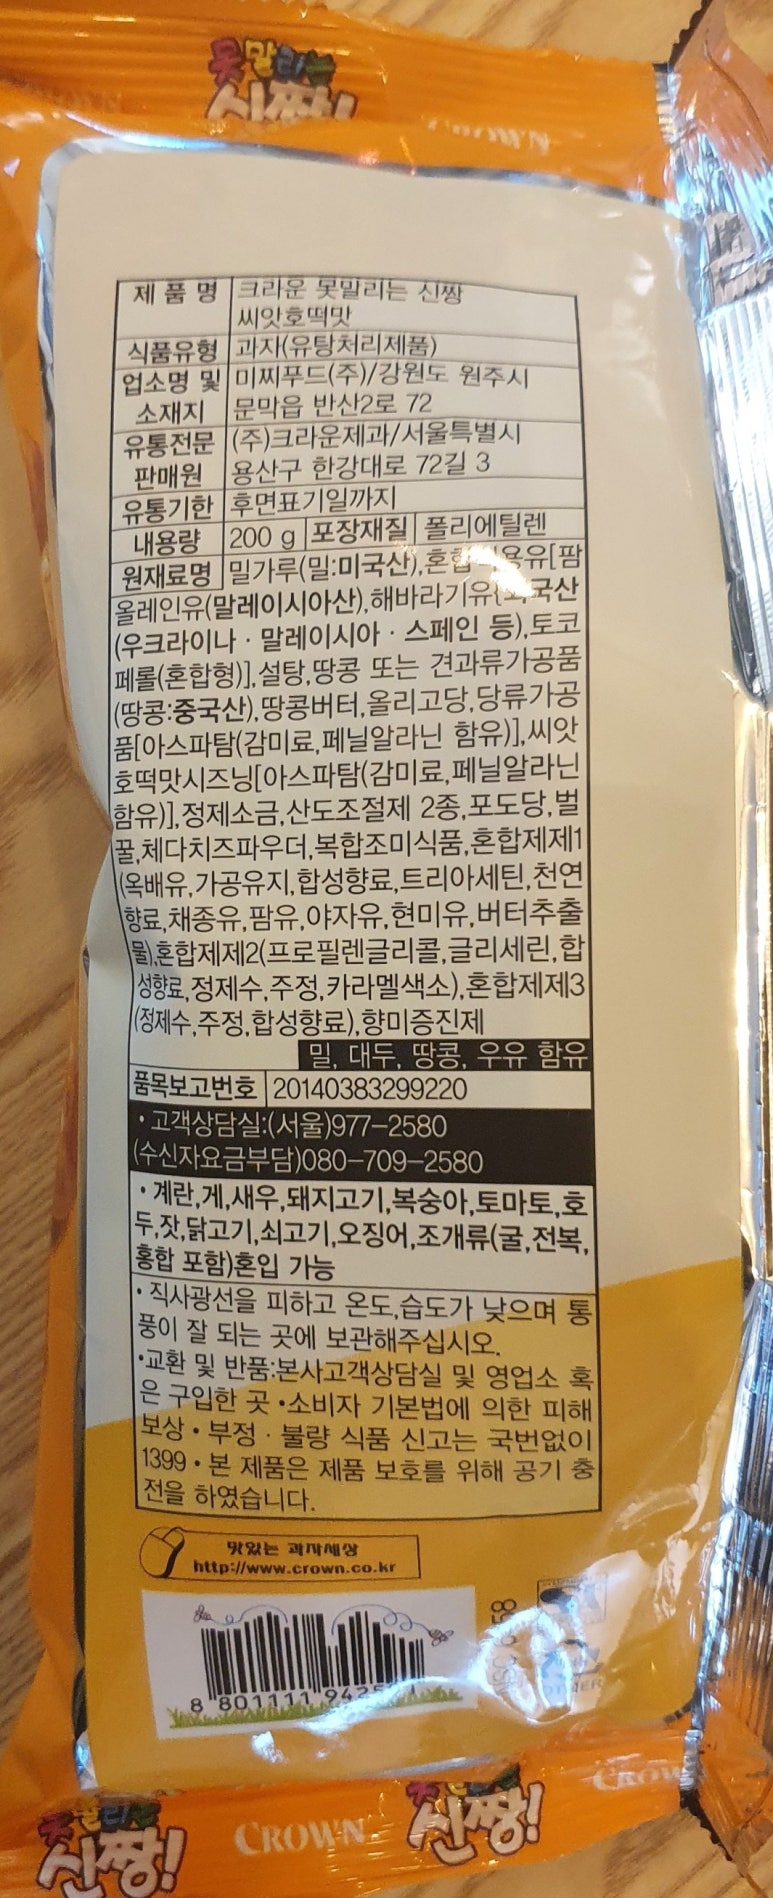 못말리는
신짱!
CROWN
제 품 명 크라운 못말리는 신짱
씨앗호떡맛
식품유형 과자(유탕처리제품)
업소명 및 미찌푸드(주)/강원도 원주시
소재지 문막읍 반산2로 72
유통전문 (주)크라운제과/서울특별시
판매원 용산구 한강대로 72길 3
유통기한 후면표기일까지
내용량 200 g 포장재질 폴리에틸렌
원재료명 밀가루(밀:미국산),혼합식용유[팜
올레인유(말레이시아산),해바라기유{외국산
(우크라이나 · 말레이시아 · 스페인 등),토코
페롤(혼합형)],설탕,땅콩 또는 견과류가공품
(땅콩:중국산),땅콩버터,올리고당,당류가공
품[아스파탐(감미료,페닐알라닌 함유)],씨앗
호떡맛시즈닝[아스파탐(감미료,페닐알라닌
함유)],정제소금,산도조절제 2종,포도당,벌
꿀,체다치즈파우더,복합조미식품,혼합제제1
(옥배유,가공유지,합성향료,트리아세틴,천연
향료,채종유,팜유,야자유,현미유,버터추출
물),혼합제제2(프로필렌글리콜,글리세린,합
성향료,정제수,주정,카라멜색소),혼합제제3
(정제수,주정,합성향료),향미증진제
밀, 대두, 땅콩, 우유 함유
품목보고번호 20140383299220
• 고객상담실:(서울)977-2580
(수신자요금부담)080-709-2580
• 계란,게,새우,돼지고기,복숭아,토마토,호
두,잣,닭고기,쇠고기,오징어,조개류(굴,전복,
홍합 포함)혼입 가능
• 직사광선을 피하고 온도,습도가 낮으며 통
풍이 잘 되는 곳에 보관해주십시오.
•교환 및 반품:본사고객상담실 및 영업소 혹
은 구입한 곳 •소비자 기본법에 의한 피해
보상 • 부정 · 불량 식품 신고는 국번없이
1399 • 본 제품은 제품 보호를 위해 공기 충
전을 하였습니다.
맛있는 과자세상
http://www.crown.co.kr
8 801111 942
못말리는
신짱!
CROWN
신짱!
CROWN